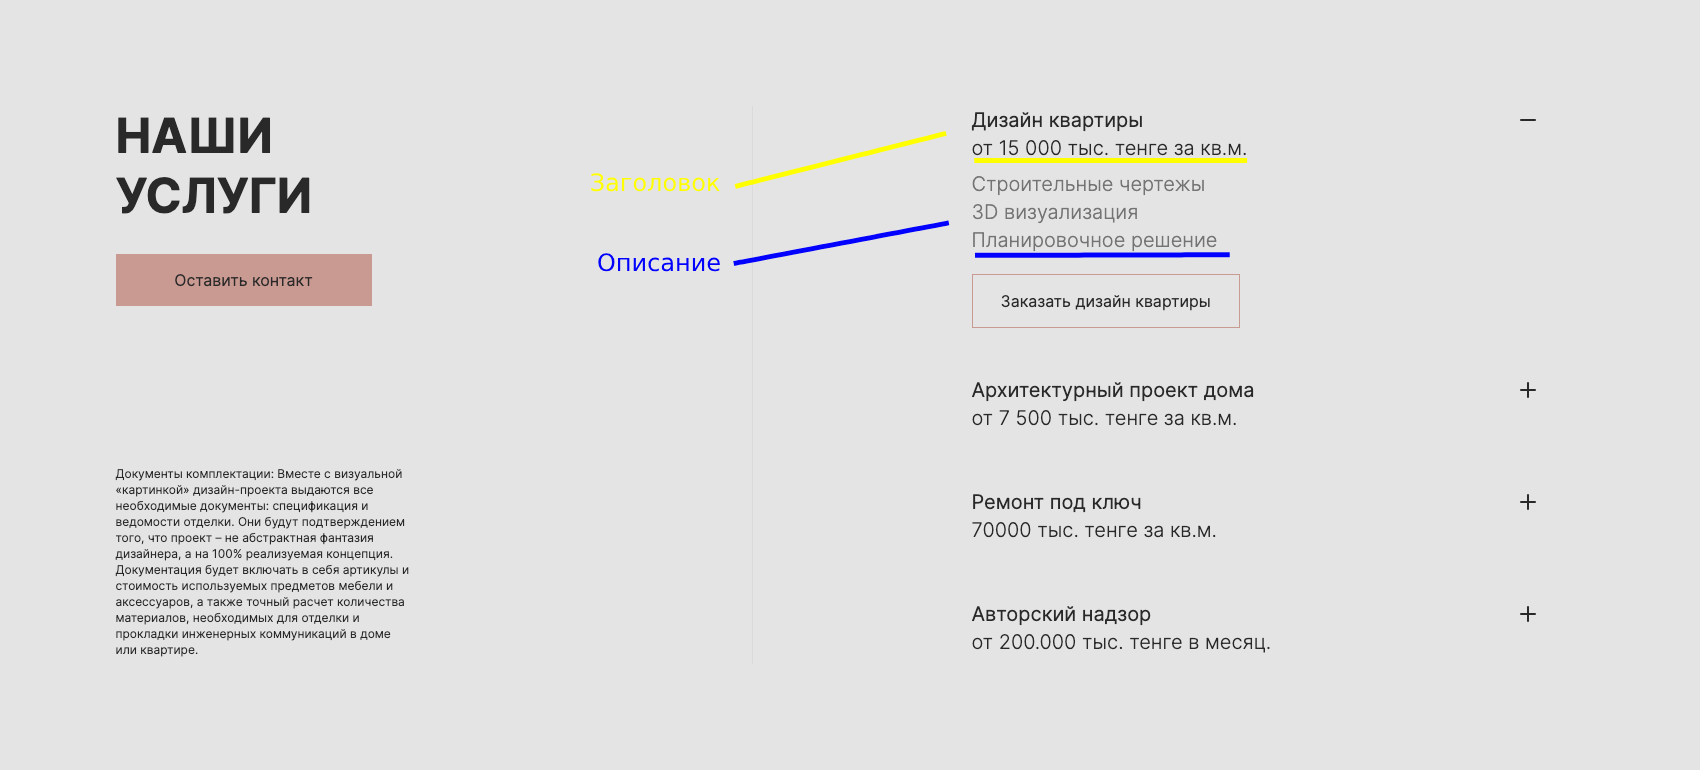 НАШИ
УСЛУГИ
Оставить контакт
Документы комплектации: Вместе с визуальной
«картинкой» дизайн-проекта выдаются все
необходимые документы: спецификация и
ведомости отделки. Они будут подтверждением
того, что проект – не абстрактная фантазия
дизайнера, а на 100% реализуемая концепция.
Документация будет включать в себя артикулы и
стоимость используемых предметов мебели и
аксессуаров, а также точный расчет количества
материалов, необходимых для отделки и
прокладки инженерных коммуникаций в доме
или квартире.
Заголовок
Описание
Дизайн квартиры
от 15 000 тыс. тенге за кв.м.
Строительные чертежы
3D визуализация
Планировочное решение
Заказать дизайн квартиры
Архитектурный проект дома
от 7 500 тыс. тенге за кв.м.
Ремонт под ключ
70000 тыс. тенге за кв.м.
Авторский надзор
от 200.000 тыс. тенге в месяц.